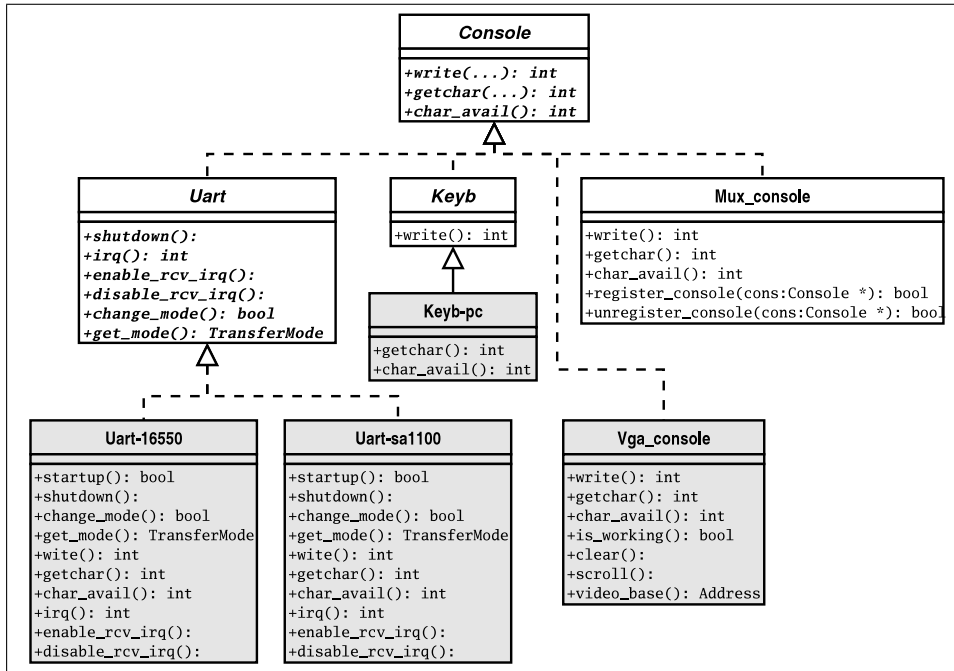 Console
+write(...): int
+getchar(...): int
+char_avail(): int
Uart
+shutdown():
+irq(): int
+enable_rcv_irq():
+disable_rcv_irq():
+change_mode(): bool
+get_mode(): TransferMode
Keyb
+write(): int
Mux_console
+write(): int
+getchar(): int
+char_avail(): int
+register_console(cons:Console *): bool
+unregister_console(cons:Console *): bool
Keyb-pc
+getchar(): int
+char_avail(): int
Uart-16550
+startup(): bool
+shutdown():
+change_mode(): bool
+get_mode(): TransferMode
+wite(): int
+getchar(): int
+char_avail(): int
+irq(): int
+enable_rcv_irq():
+disable_rcv_irq():
Uart-sa1100
+startup(): bool
+shutdown():
+change_mode(): bool
+get_mode(): TransferMode
+wite(): int
+getchar(): int
+char_avail(): int
+irq(): int
+enable_rcv_irq():
+disable_rcv_irq():
Vga_console
+write(): int
+getchar(): int
+char_avail(): int
+is_working(): bool
+clear():
+scroll():
+video_base(): Address